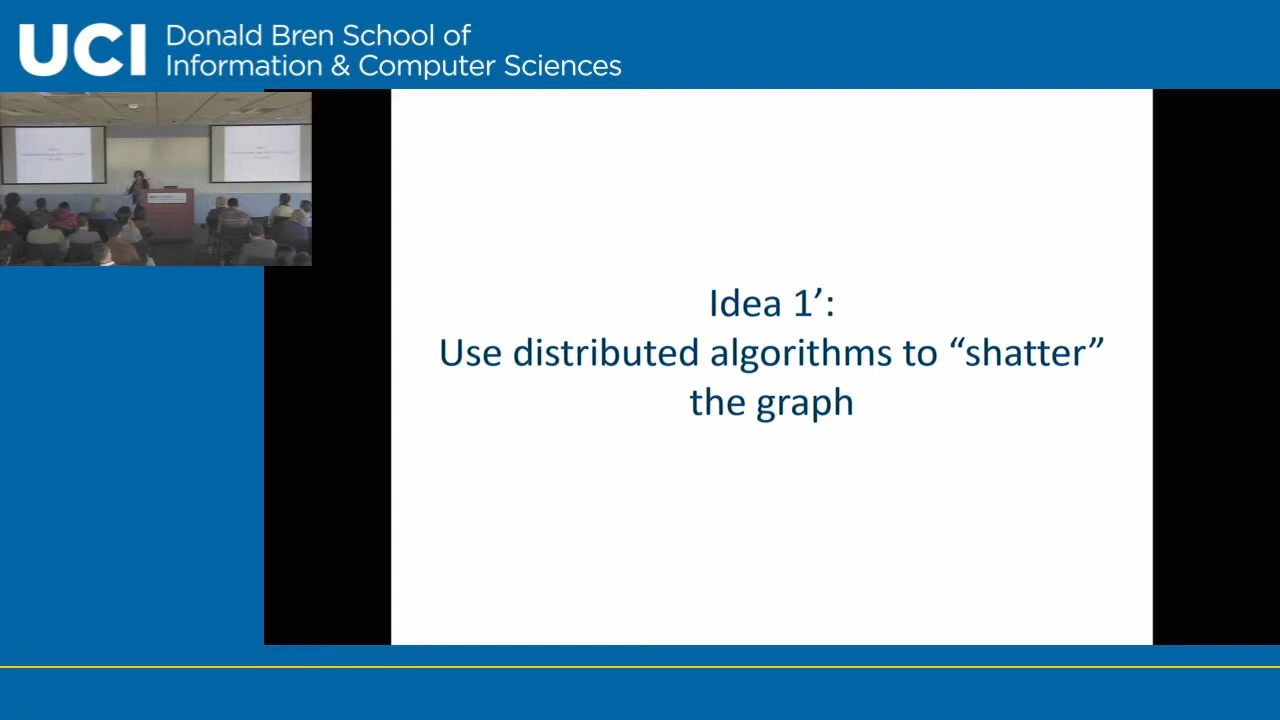 UCI
Donald Bren School of
Information & Computer Sciences
Idea 1’:
Use distributed algorithms to “shatter”
the graph